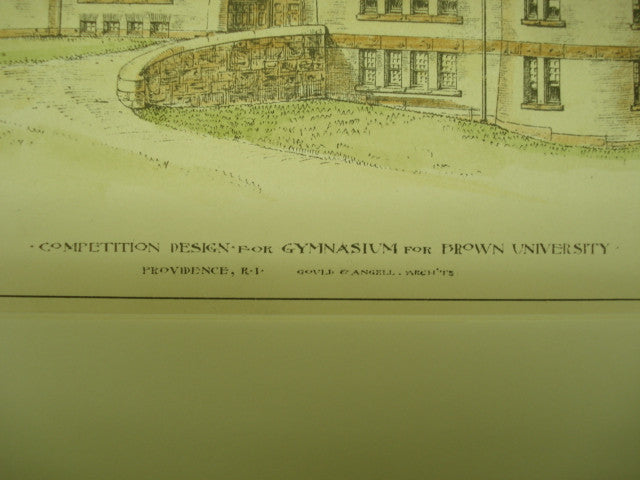 · COMPETITION DESIGN · FOR GYMNASIUM FOR BROWN UNIVERSITY ·
PROVIDENCE, R·I· GOULD & ANGELL · ARCH'TS